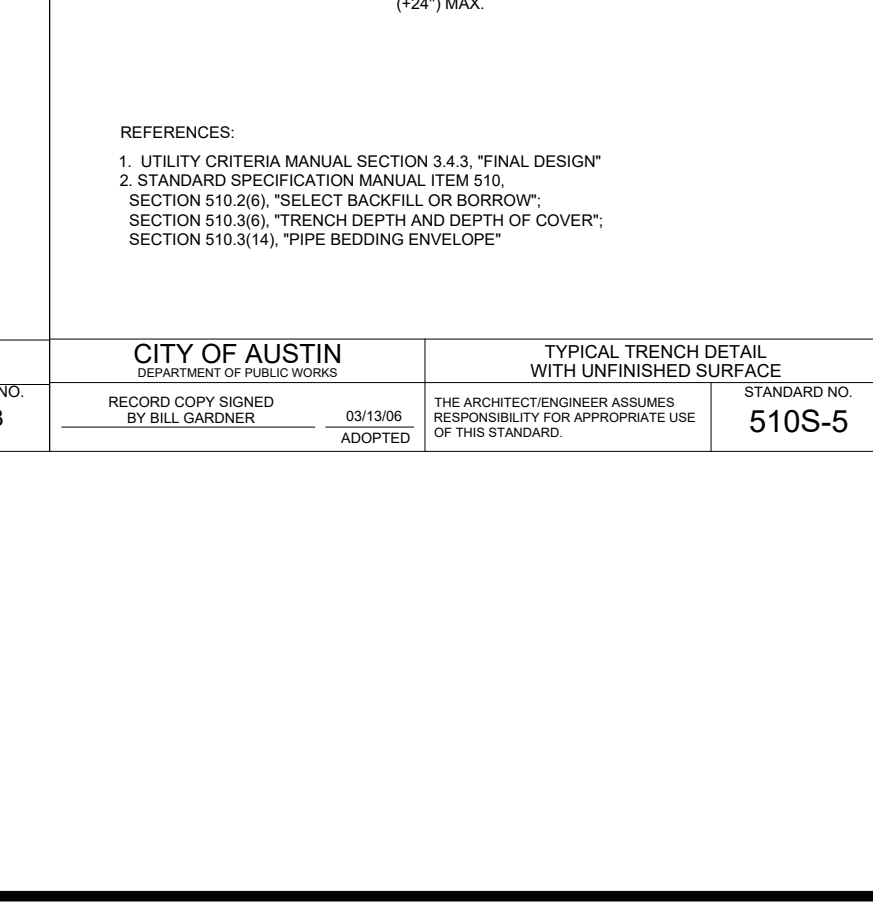 (+24") MAX.
REFERENCES:
1. UTILITY CRITERIA MANUAL SECTION 3.4.3, "FINAL DESIGN"
2. STANDARD SPECIFICATION MANUAL ITEM 510,
SECTION 510.2(6), "SELECT BACKFILL OR BORROW";
SECTION 510.3(6), "TRENCH DEPTH AND DEPTH OF COVER";
SECTION 510.3(14), "PIPE BEDDING ENVELOPE"
NO.
CITY OF AUSTIN
DEPARTMENT OF PUBLIC WORKS
RECORD COPY SIGNED
BY BILL GARDNER
03/13/06
ADOPTED
TYPICAL TRENCH DETAIL
WITH UNFINISHED SURFACE
THE ARCHITECT/ENGINEER ASSUMES
RESPONSIBILITY FOR APPROPRIATE USE
OF THIS STANDARD.
STANDARD NO.
510S-5